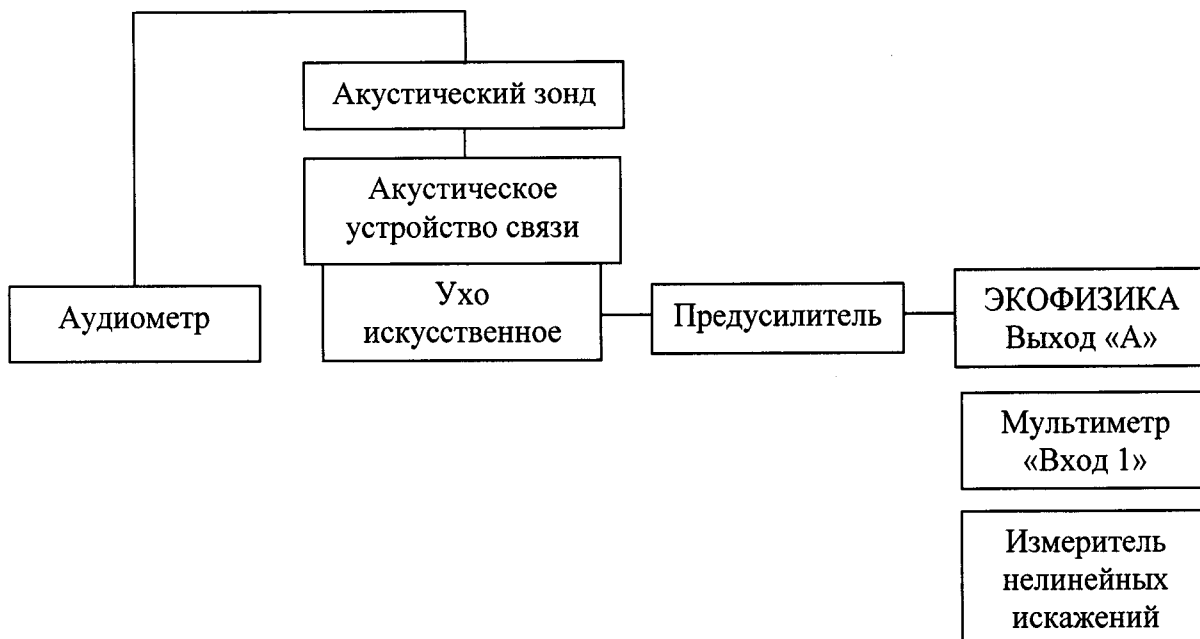 Акустический зонд
Акустическое
устройство связи
Аудиометр
Ухо
искусственное
Предусилитель
ЭКОФИЗИКА
Выход «А»
Мультиметр
«Вход 1»
Измеритель
нелинейных
искажений